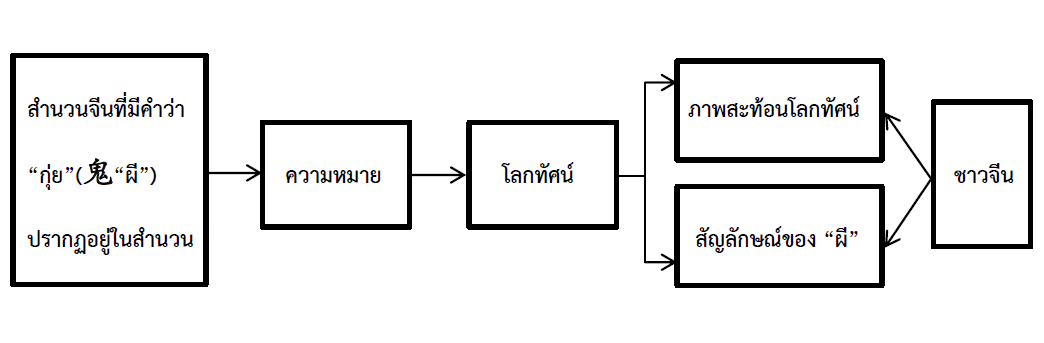 สำนวนจีนที่มีคำว่า
“กุ่ย”(鬼“ผี”)
ปรากฏอยู่ในสำนวน
ความหมาย
โลกทัศน์
ภาพสะท้อนโลกทัศน์
สัญลักษณ์ของ “ผี”
ชาวจีน